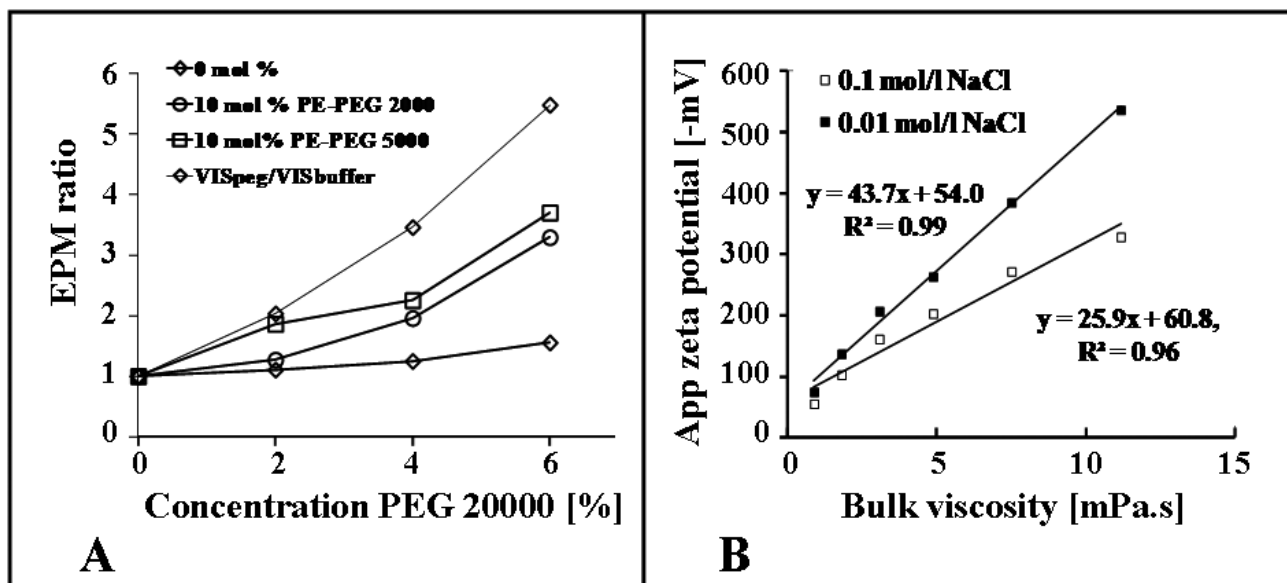 EPM ratio
6
5
4
3
2
1
0
0 mol %
10 mol % PE-PEG 2000
10 mol% PE-PEG 5000
VISpeg/VISbuffer
0 2 4 6
Concentration PEG 20000 [%]
A
App zeta potential [-mV]
600
500
400
300
200
100
0
0.1 mol/l NaCl
0.01 mol/l NaCl
y = 43.7x + 54.0
R² = 0.99
y = 25.9x + 60.8,
R² = 0.96
0 5 10 15
Bulk viscosity [mPa.s]
B